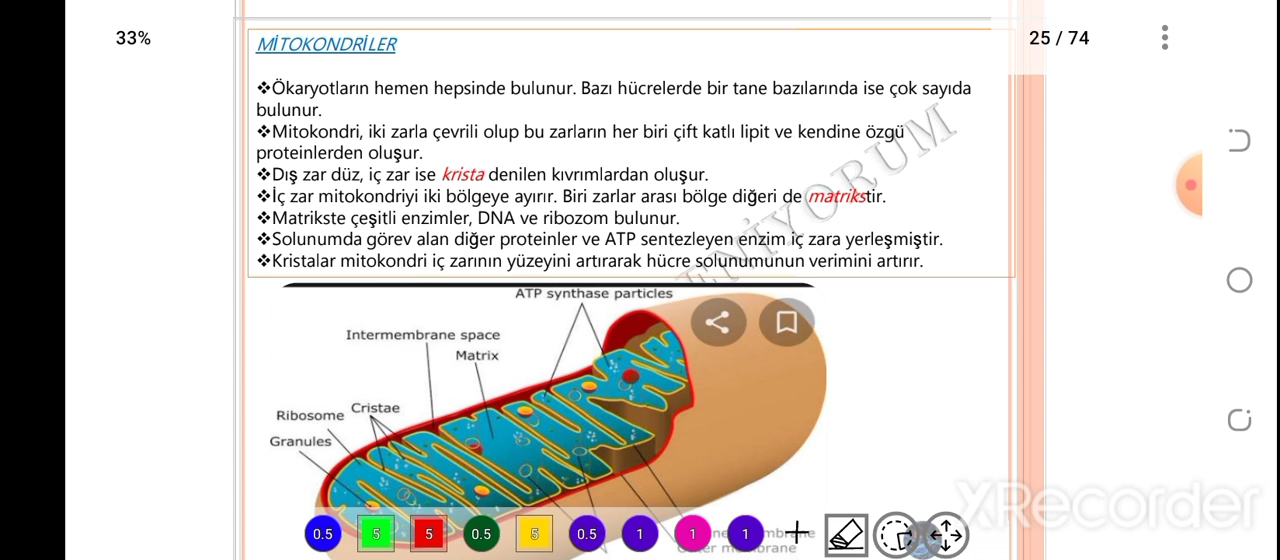 33%
25 / 74
MİTOKONDRİLER
❖Ökaryotların hemen hepsinde bulunur. Bazı hücrelerde bir tane bazılarında ise çok sayıda
bulunur.
❖Mitokondri, iki zarla çevrili olup bu zarların her biri çift katlı lipit ve kendine özgü
proteinlerden oluşur.
❖Dış zar düz, iç zar ise krista denilen kıvrımlardan oluşur.
❖İç zar mitokondriyi iki bölgeye ayırır. Biri zarlar arası bölge diğeri de matrikstir.
❖Matrikste çeşitli enzimler, DNA ve ribozom bulunur.
❖Solunumda görev alan diğer proteinler ve ATP sentezleyen enzim iç zara yerleşmiştir.
❖Kristalar mitokondri iç zarının yüzeyini artırarak hücre solunumunun verimini artırır.
ATP synthase particles
Intermembrane space
Matrix
Cristae
Ribosome
Granules
0.5 5 5 0.5 5 0.5 1 1 1
XRecorder